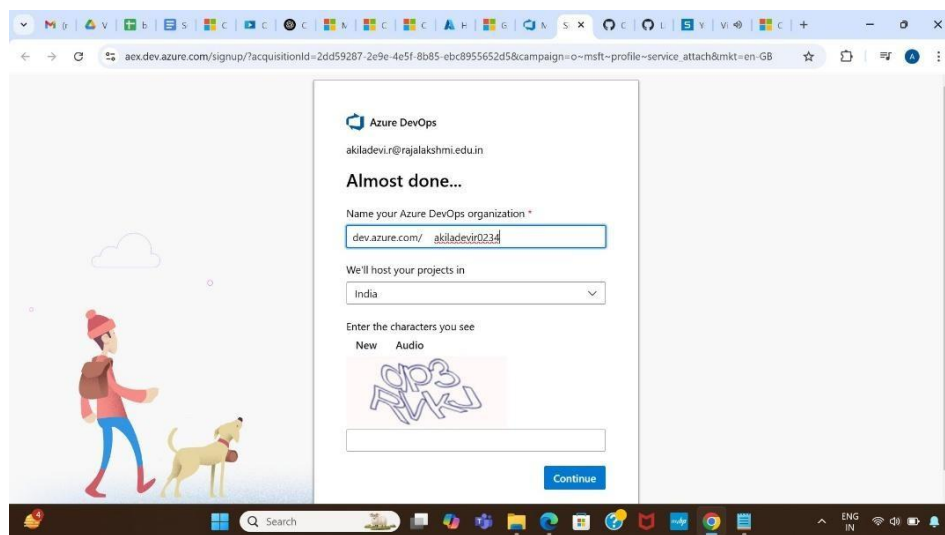 aex.dev.azure.com/signup/?acquisitionId=2dd59287-2e9e-4e5f-8b85-ebc8955652d5&campaign=o~msft~profile~service_attach&mkt=en-GB
Azure DevOps
akiladevi.r@rajalakshmi.edu.in
Almost done...
Name your Azure DevOps organization *
dev.azure.com/ akiladevir0234
We'll host your projects in
India
Enter the characters you see
New Audio
Continue
Search
ENG
IN